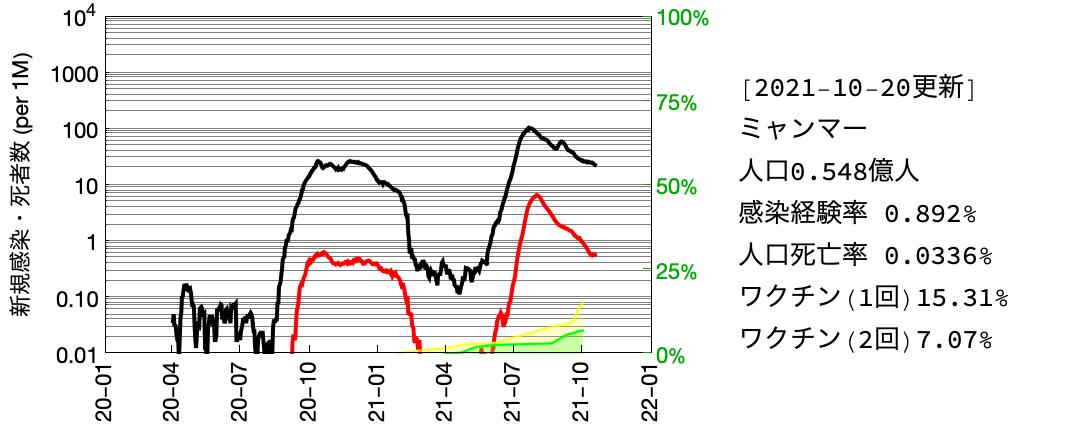 10^4
1000
100
10
1
0.10
0.01
新規感染・死者数 (per 1M)
100%
75%
50%
25%
0%
20-01
20-04
20-07
20-10
21-01
21-04
21-07
21-10
22-01
[2021-10-20更新]
ミャンマー
人口0.548億人
感染経験率 0.892%
人口死亡率 0.0336%
ワクチン(1回)15.31%
ワクチン(2回)7.07%